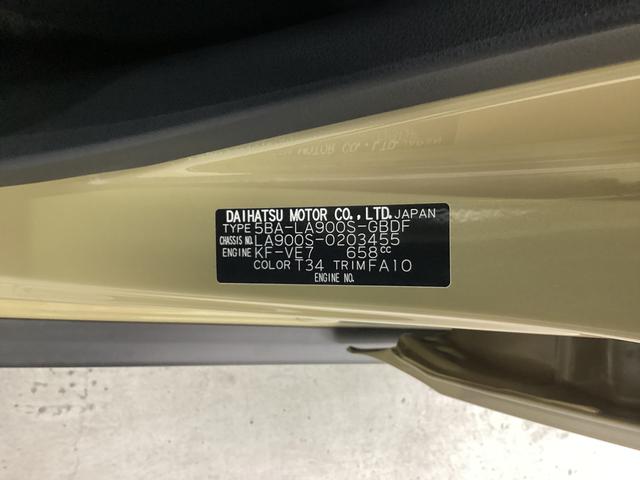 DAIHATSU MOTOR CO., LTD. JAPAN
TYPE 5BA-LA900S-GBDF
CHASSIS NO. LA900S-0203455
ENGINE KF-VE7 658cc
COLOR T34 TRIM FA10
ENGINE NO.